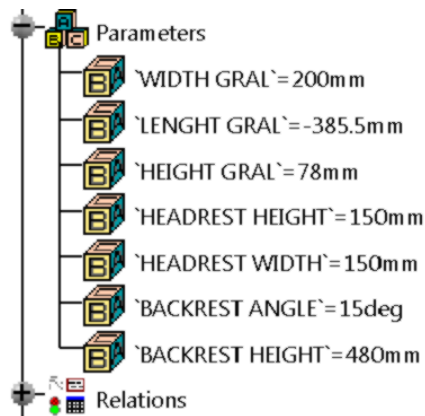 Parameters
`WIDTH GRAL`=200mm
`LENGHT GRAL`=-385.5mm
`HEIGHT GRAL`=78mm
`HEADREST HEIGHT`=150mm
`HEADREST WIDTH`=150mm
`BACKREST ANGLE`=15deg
`BACKREST HEIGHT`=480mm
Relations